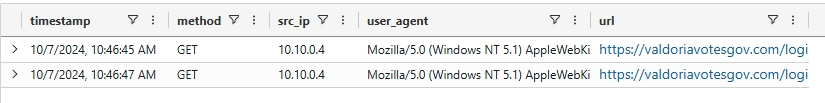 timestamp method src_ip user_agent url
10/7/2024, 10:46:45 AM GET 10.10.0.4 Mozilla/5.0 (Windows NT 5.1) AppleWebKi https://valdoriavotesgov.com/logi
10/7/2024, 10:46:47 AM GET 10.10.0.4 Mozilla/5.0 (Windows NT 5.1) AppleWebKi https://valdoriavotesgov.com/logi